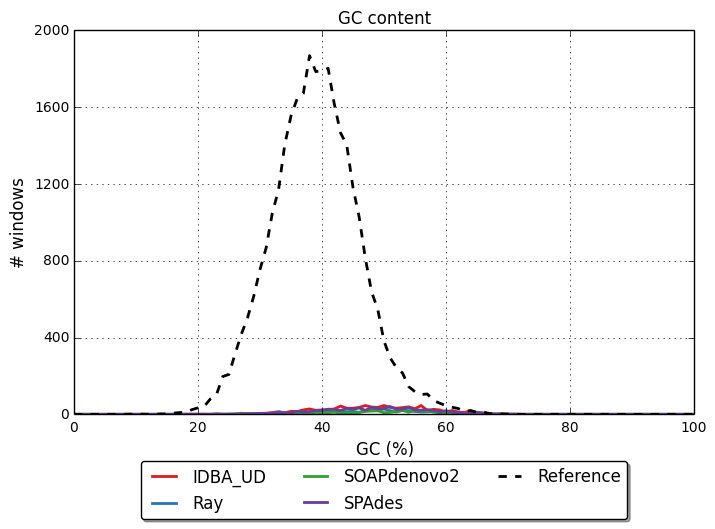 GC content
2000
1600
1200
800
400
0
# windows
0 20 40 60 80 100
GC (%)
IDBA_UD SOAPdenovo2 Reference
Ray SPAdes